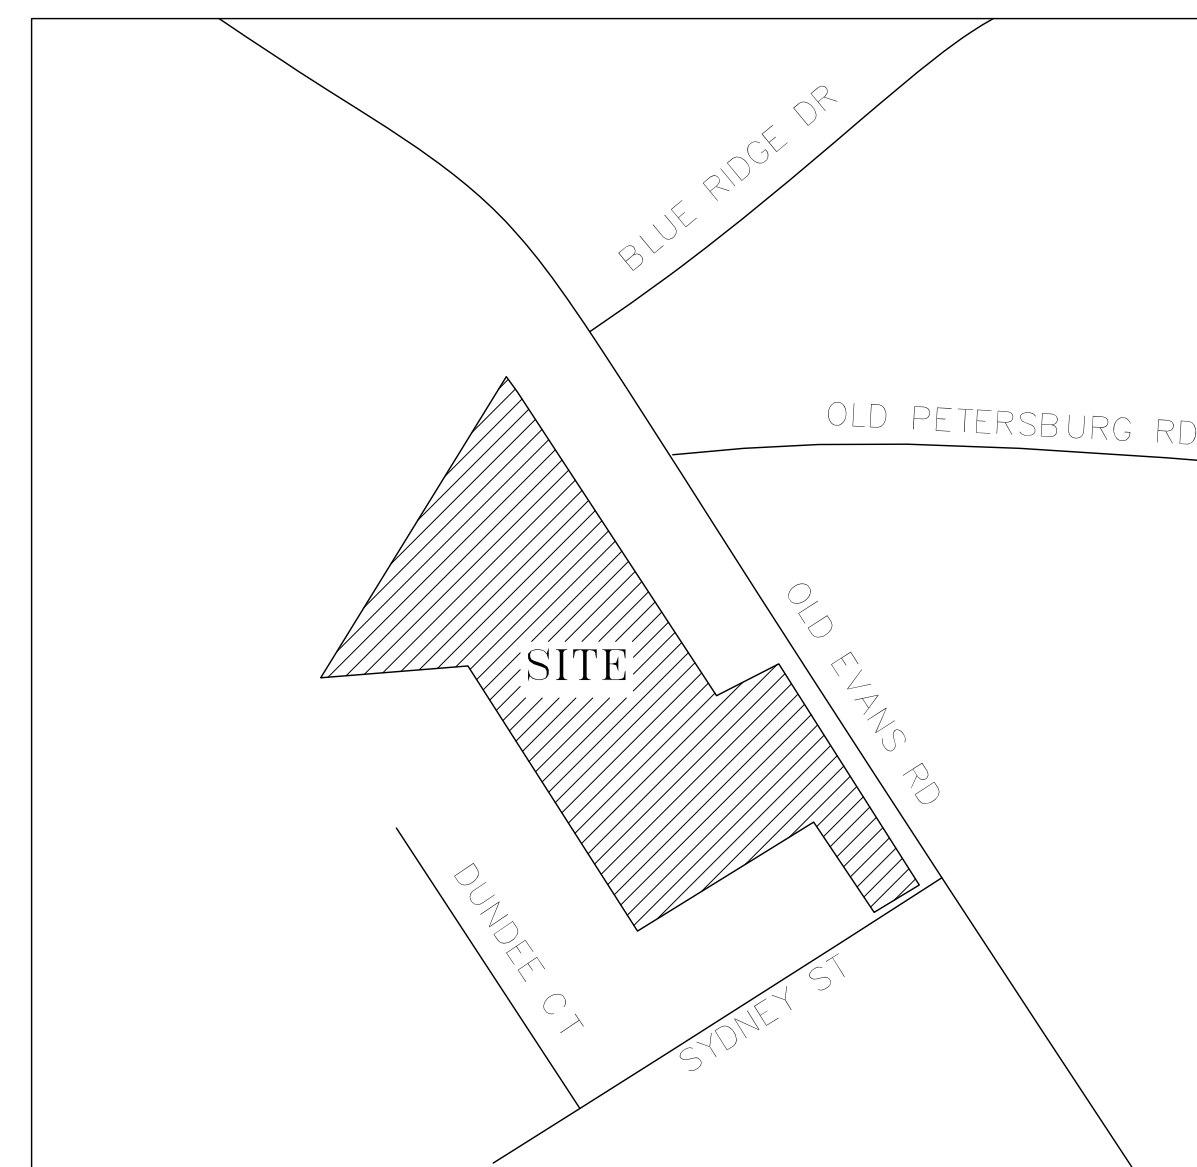 BLUE RIDGE DR
OLD PETERSBURG RD
OLD EVANS RD
SITE
DUNDEE CT
SYDNEY ST